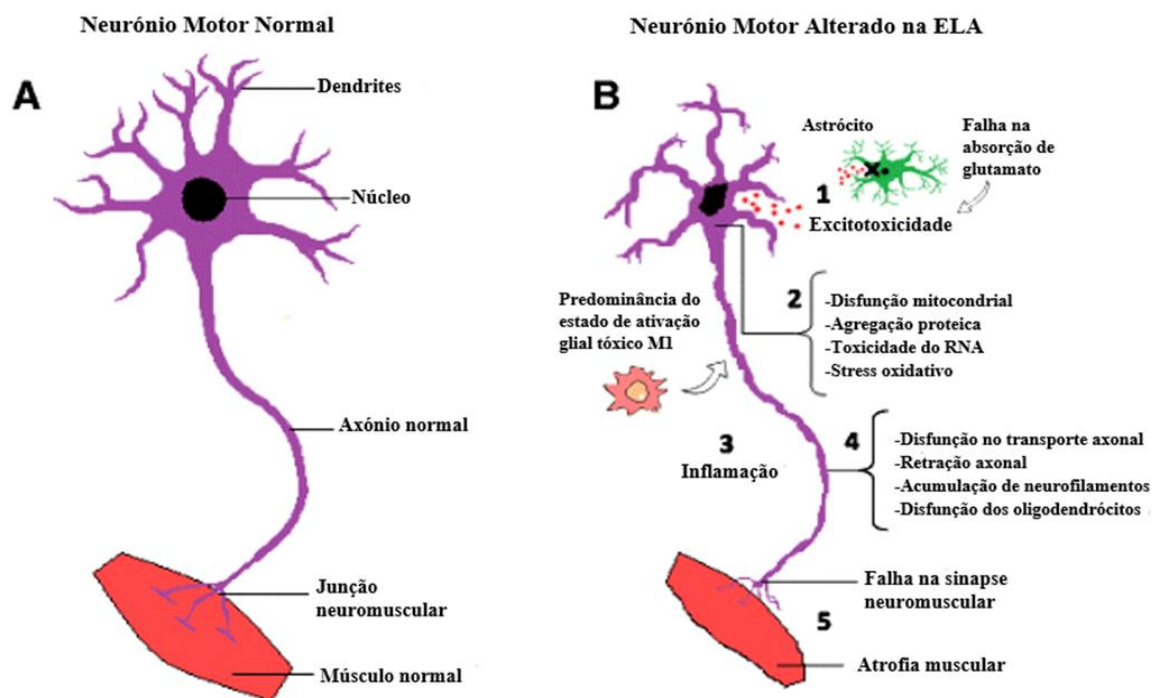 Neurónio Motor Normal
A
Dendrites
Núcleo
Axónio normal
Junção
neuromuscular
Músculo normal
Neurónio Motor Alterado na ELA
B
Astrócito
Falha na
absorção de
glutamato
1
Excitotoxicidade
2
-Disfunção mitocondrial
-Agregação proteica
-Toxicidade do RNA
-Stress oxidativo
Predominância do
estado de ativação
glial tóxico M1
3
Inflamação
4
-Disfunção no transporte axonal
-Retração axonal
-Acumulação de neurofilamentos
-Disfunção dos oligodendrócitos
Falha na sinapse
neuromuscular
5
Atrofia muscular